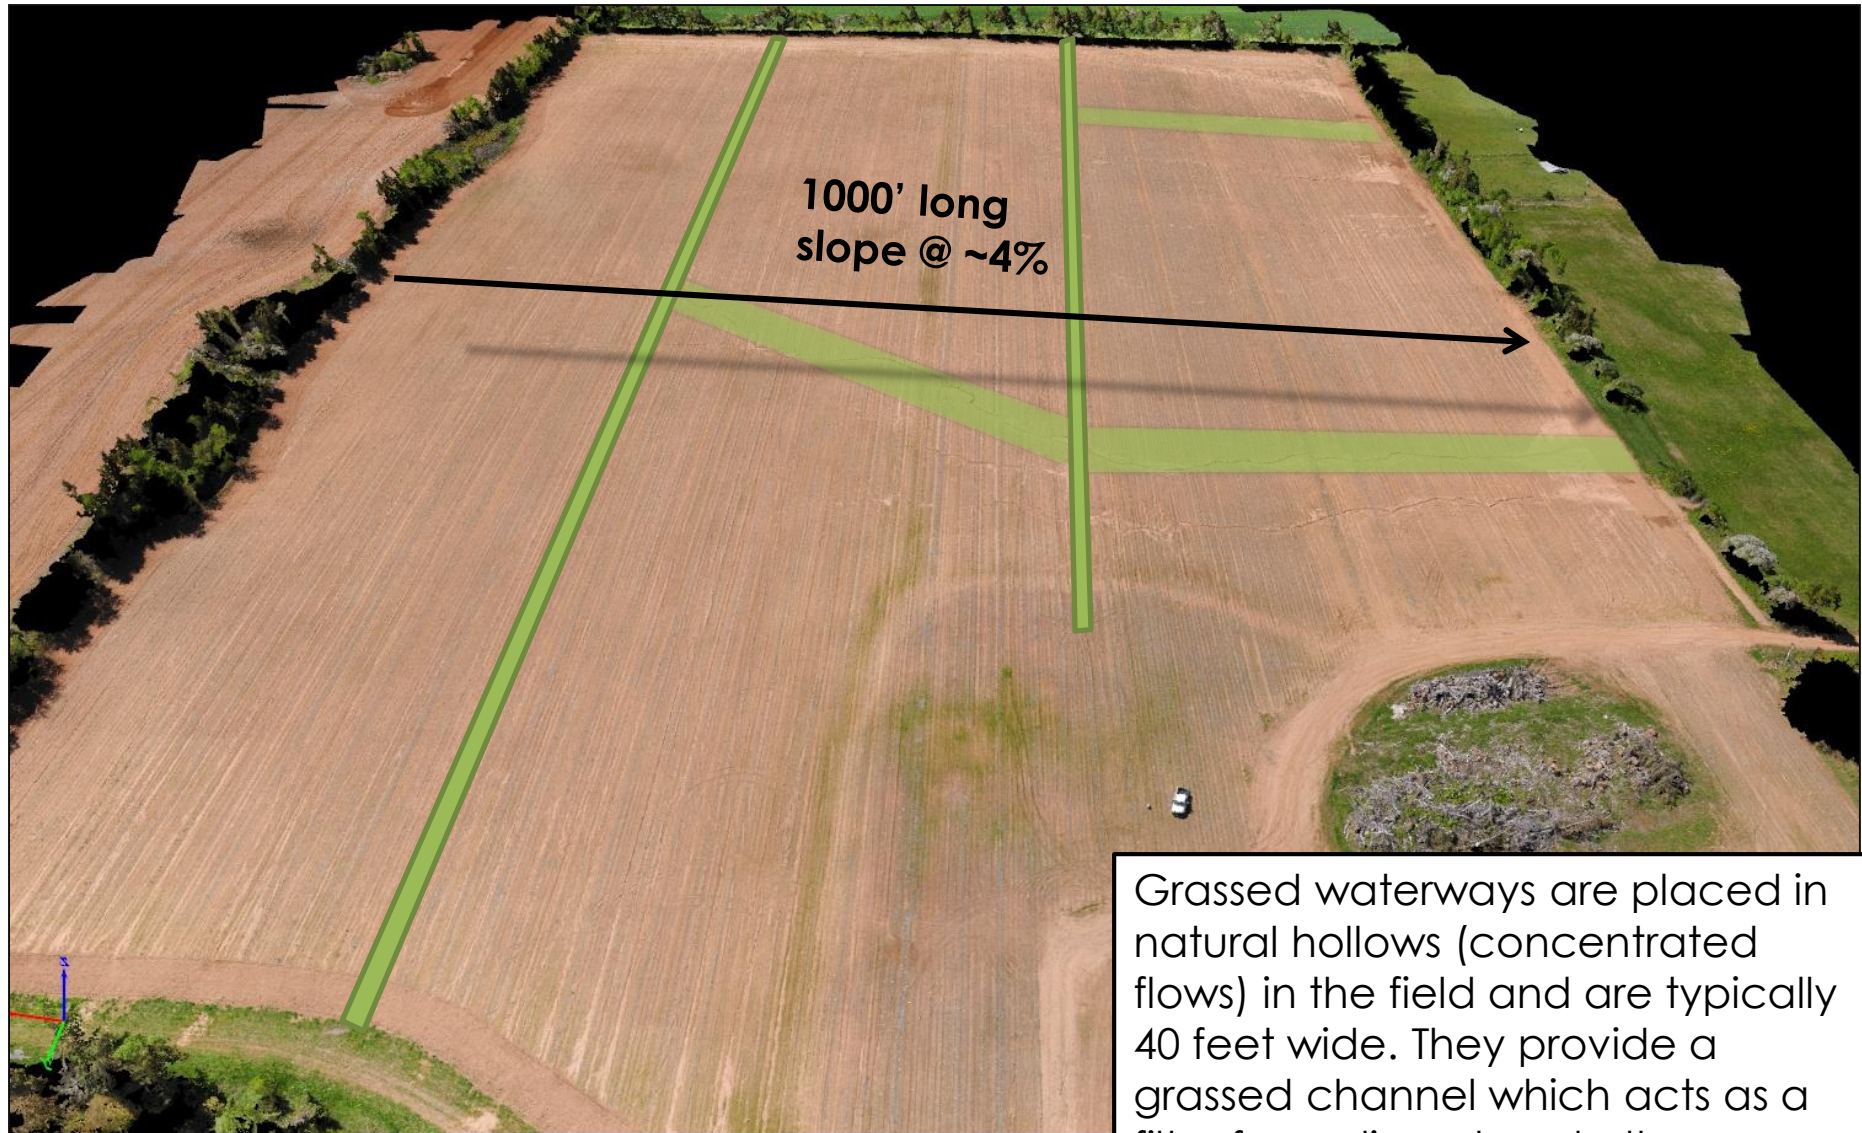 1000’ long
slope @ ~4%
Grassed waterways are placed in
natural hollows (concentrated
flows) in the field and are typically
40 feet wide. They provide a
grassed channel which acts as a